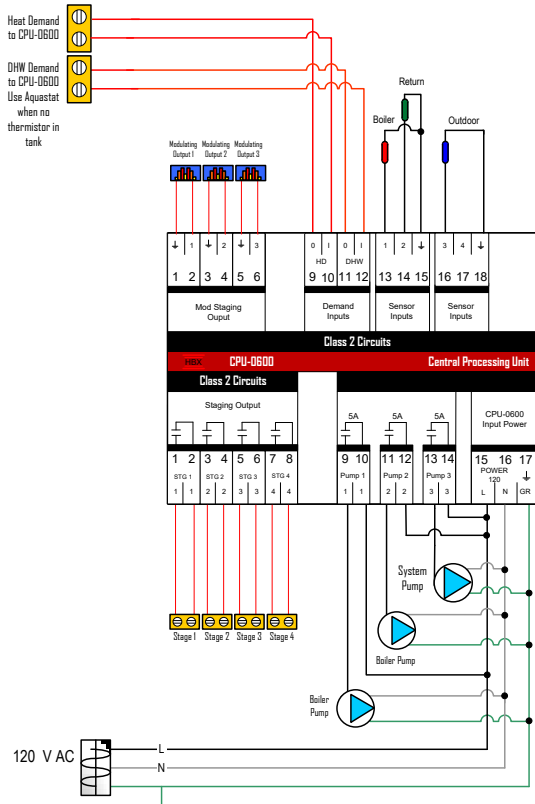 Heat Demand
to CPU-0600
DHW Demand
to CPU-0600
Use Aquastat
when no
thermistor in
tank
Return
Boiler
Outdoor
Modulating
Output 1
Modulating
Output 2
Modulating
Output 3
1 2 3 0 1 0 1 1 2 3 4
HD DHW
1 2 3 4 5 6 9 10 11 12 13 14 15 16 17 18
Mod Staging
Ouput
Demand
Inputs
Sensor
Inputs
Sensor
Inputs
Class 2 Circuits
HBX CPU-0600 Central Processing Unit
Class 2 Circuits
Staging Output
5A 5A 5A
CPU-0600
Input Power
1 2 3 4 5 6 7 8 9 10 11 12 13 14 15 16 17
STG 1 STG 2 STG 3 STG 4 Pump 1 Pump 2 Pump 3 POWER
120
1 1 2 2 3 3 4 4 1 1 2 2 3 3 L N GR
System
Pump
Stage 1 Stage 2 Stage 3 Stage 4
Boiler Pump
Boiler
Pump
120 V AC
L
N